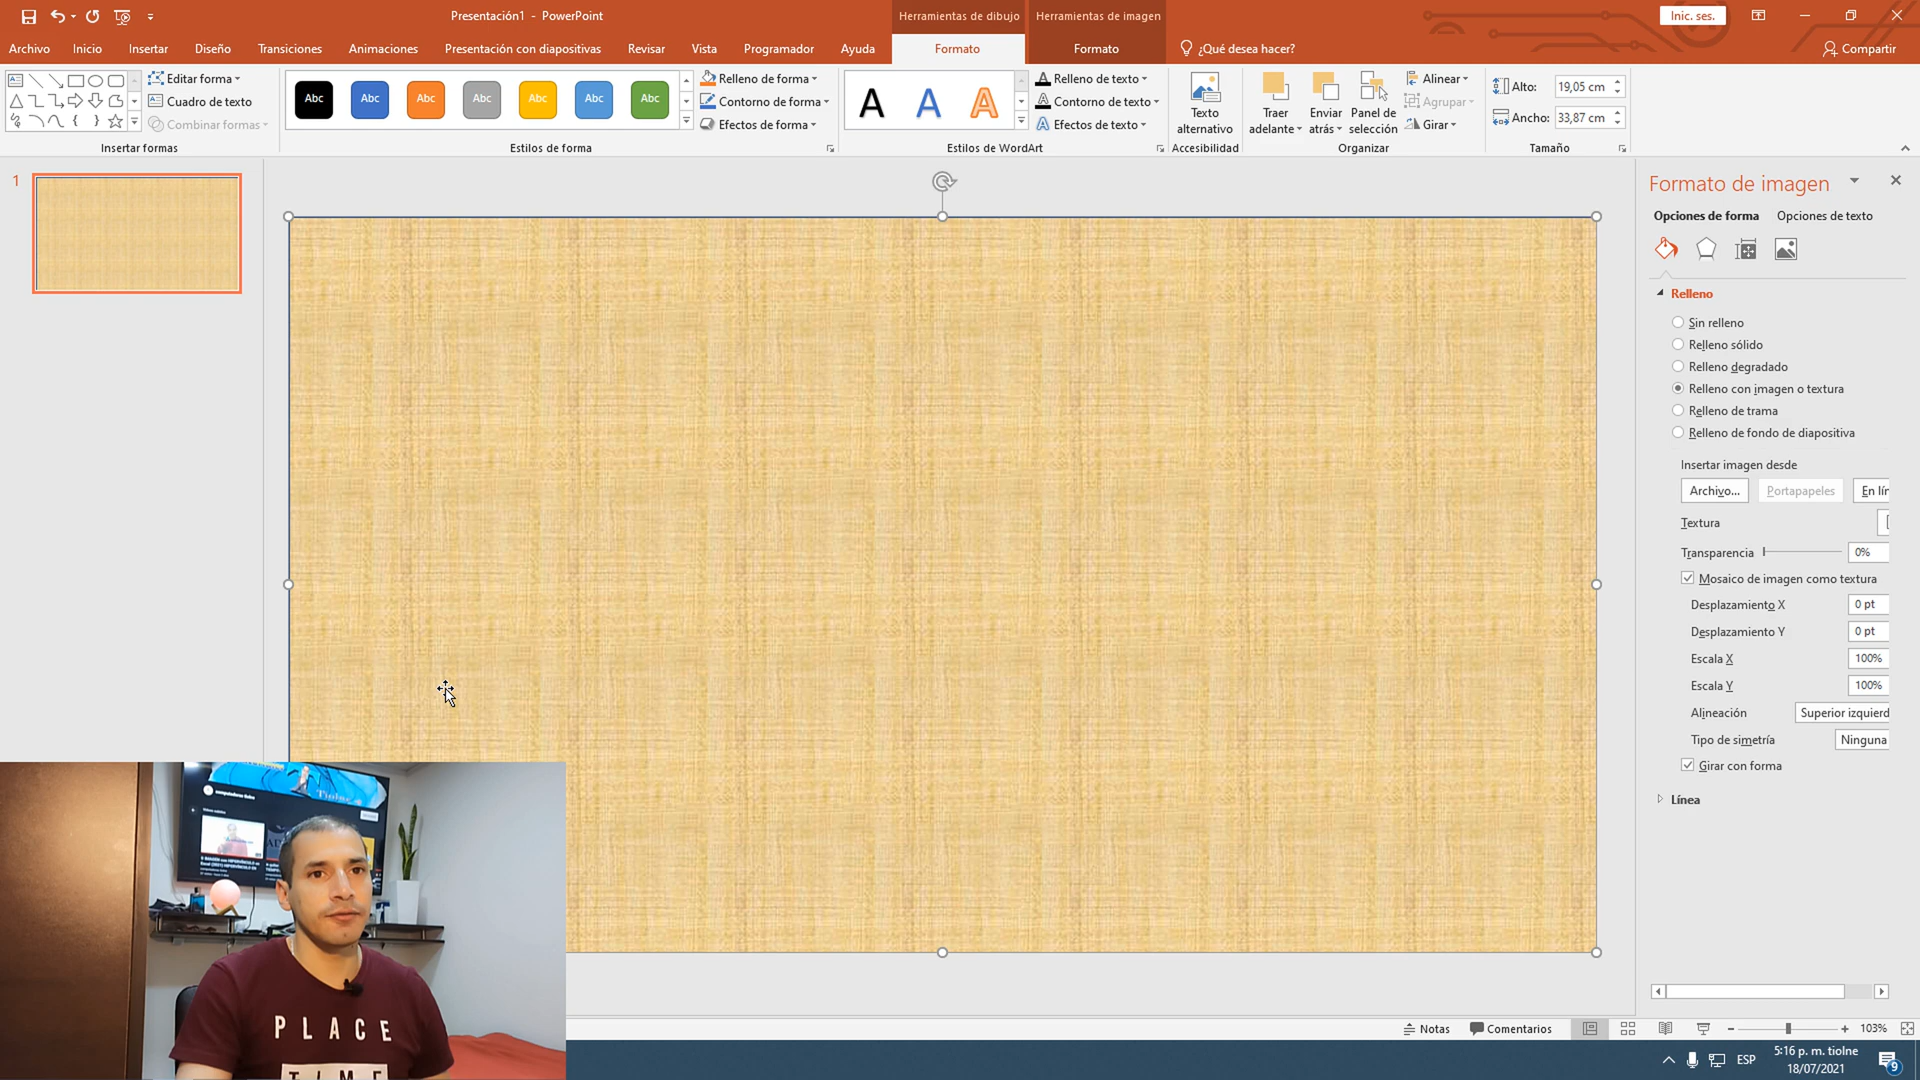 Presentación1 - PowerPoint
Herramientas de dibujo
Herramientas de imagen
Inic. ses.
Archivo
Inicio
Insertar
Diseño
Transiciones
Animaciones
Presentación con diapositivas
Revisar
Vista
Programador
Ayuda
Formato
Formato
¿Qué desea hacer?
Compartir
Editar forma
Cuadro de texto
Combinar formas
Insertar formas
Abc
Abc
Abc
Abc
Abc
Abc
Abc
Relleno de forma
Contorno de forma
Efectos de forma
Estilos de forma
A
A
A
Relleno de texto
Contorno de texto
Efectos de texto
Estilos de WordArt
Texto
alternativo
Accesibilidad
Traer
adelante
Enviar
atrás
Panel de
selección
Alinear
Agrupar
Girar
Organizar
Alto: 19,05 cm
Ancho: 33,87 cm
Tamaño
1
Formato de imagen
Opciones de forma
Opciones de texto
Relleno
Sin relleno
Relleno sólido
Relleno degradado
Relleno con imagen o textura
Relleno de trama
Relleno de fondo de diapositiva
Insertar imagen desde
Archivo...
Portapapeles
En lín
Textura
Transparencia
0%
Mosaico de imagen como textura
Desplazamiento X
0 pt
Desplazamiento Y
0 pt
Escala X
100%
Escala Y
100%
Alineación
Superior izquierd
Tipo de simetría
Ninguna
Girar con forma
Línea
PLACE
TIME
Notas
Comentarios
103%
ESP
5:16 p. m. tiolne
18/07/2021
9